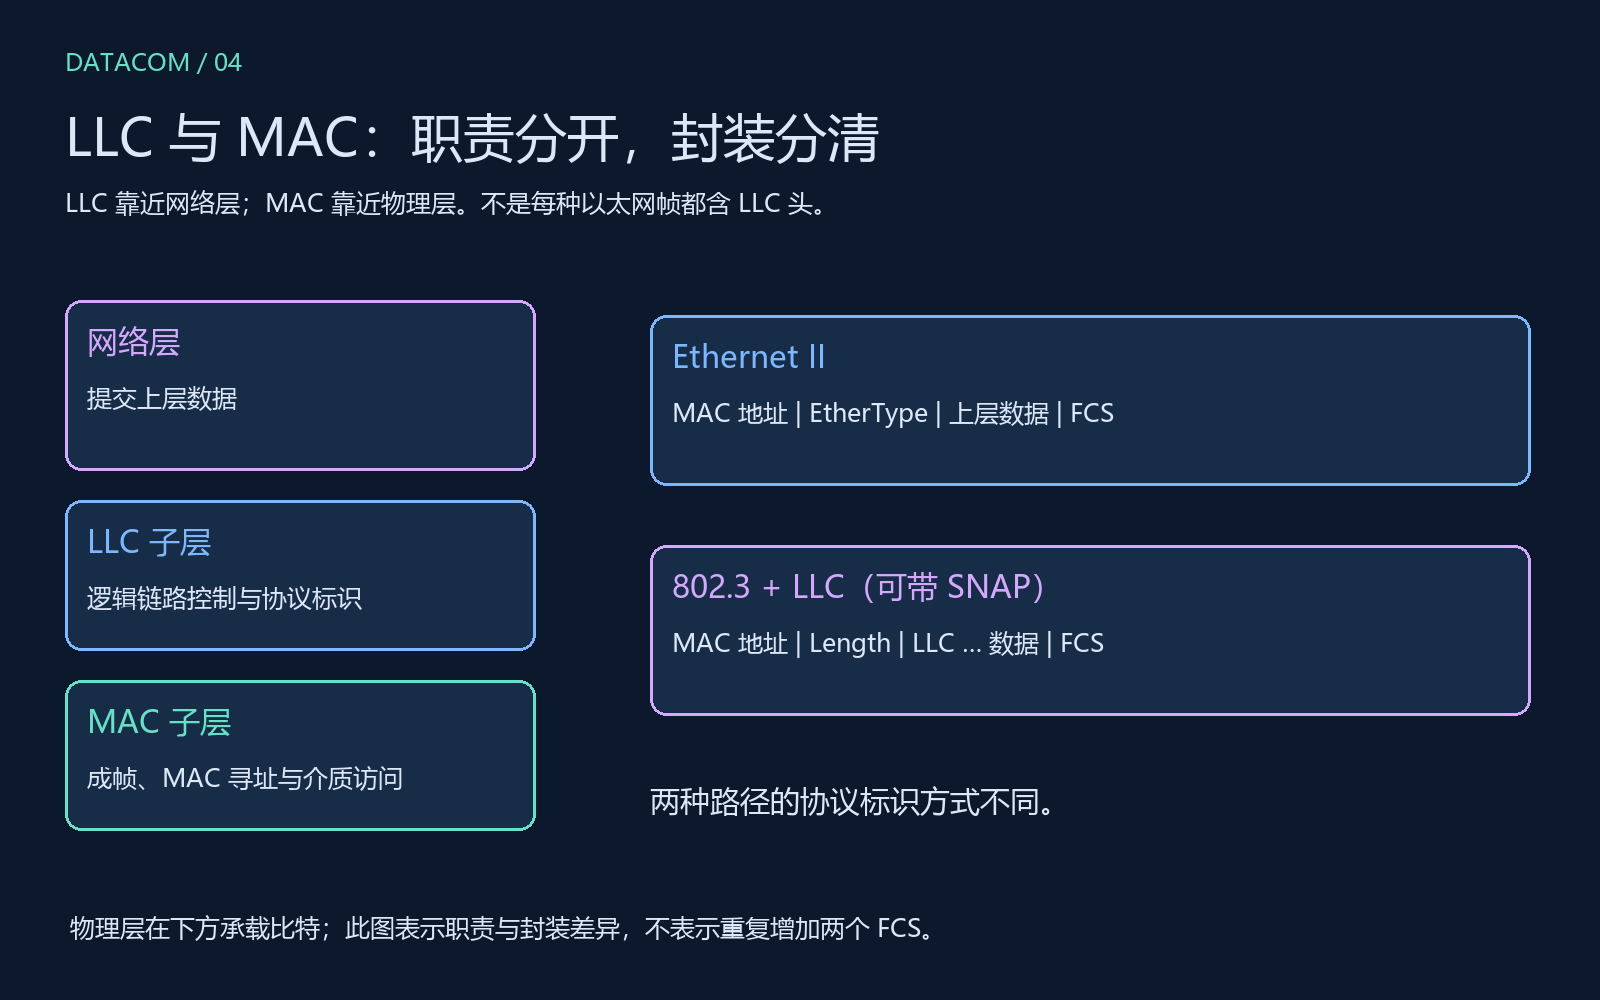 DATACOM / 04
LLC 与 MAC：职责分开，封装分清
LLC 靠近网络层；MAC 靠近物理层。不是每种以太网帧都含 LLC 头。
网络层
提交上层数据
LLC 子层
逻辑链路控制与协议标识
MAC 子层
成帧、MAC 寻址与介质访问
Ethernet II
MAC 地址 | EtherType | 上层数据 | FCS
802.3 + LLC（可带 SNAP）
MAC 地址 | Length | LLC ... 数据 | FCS
两种路径的协议标识方式不同。
物理层在下方承载比特；此图表示职责与封装差异，不表示重复增加两个 FCS。